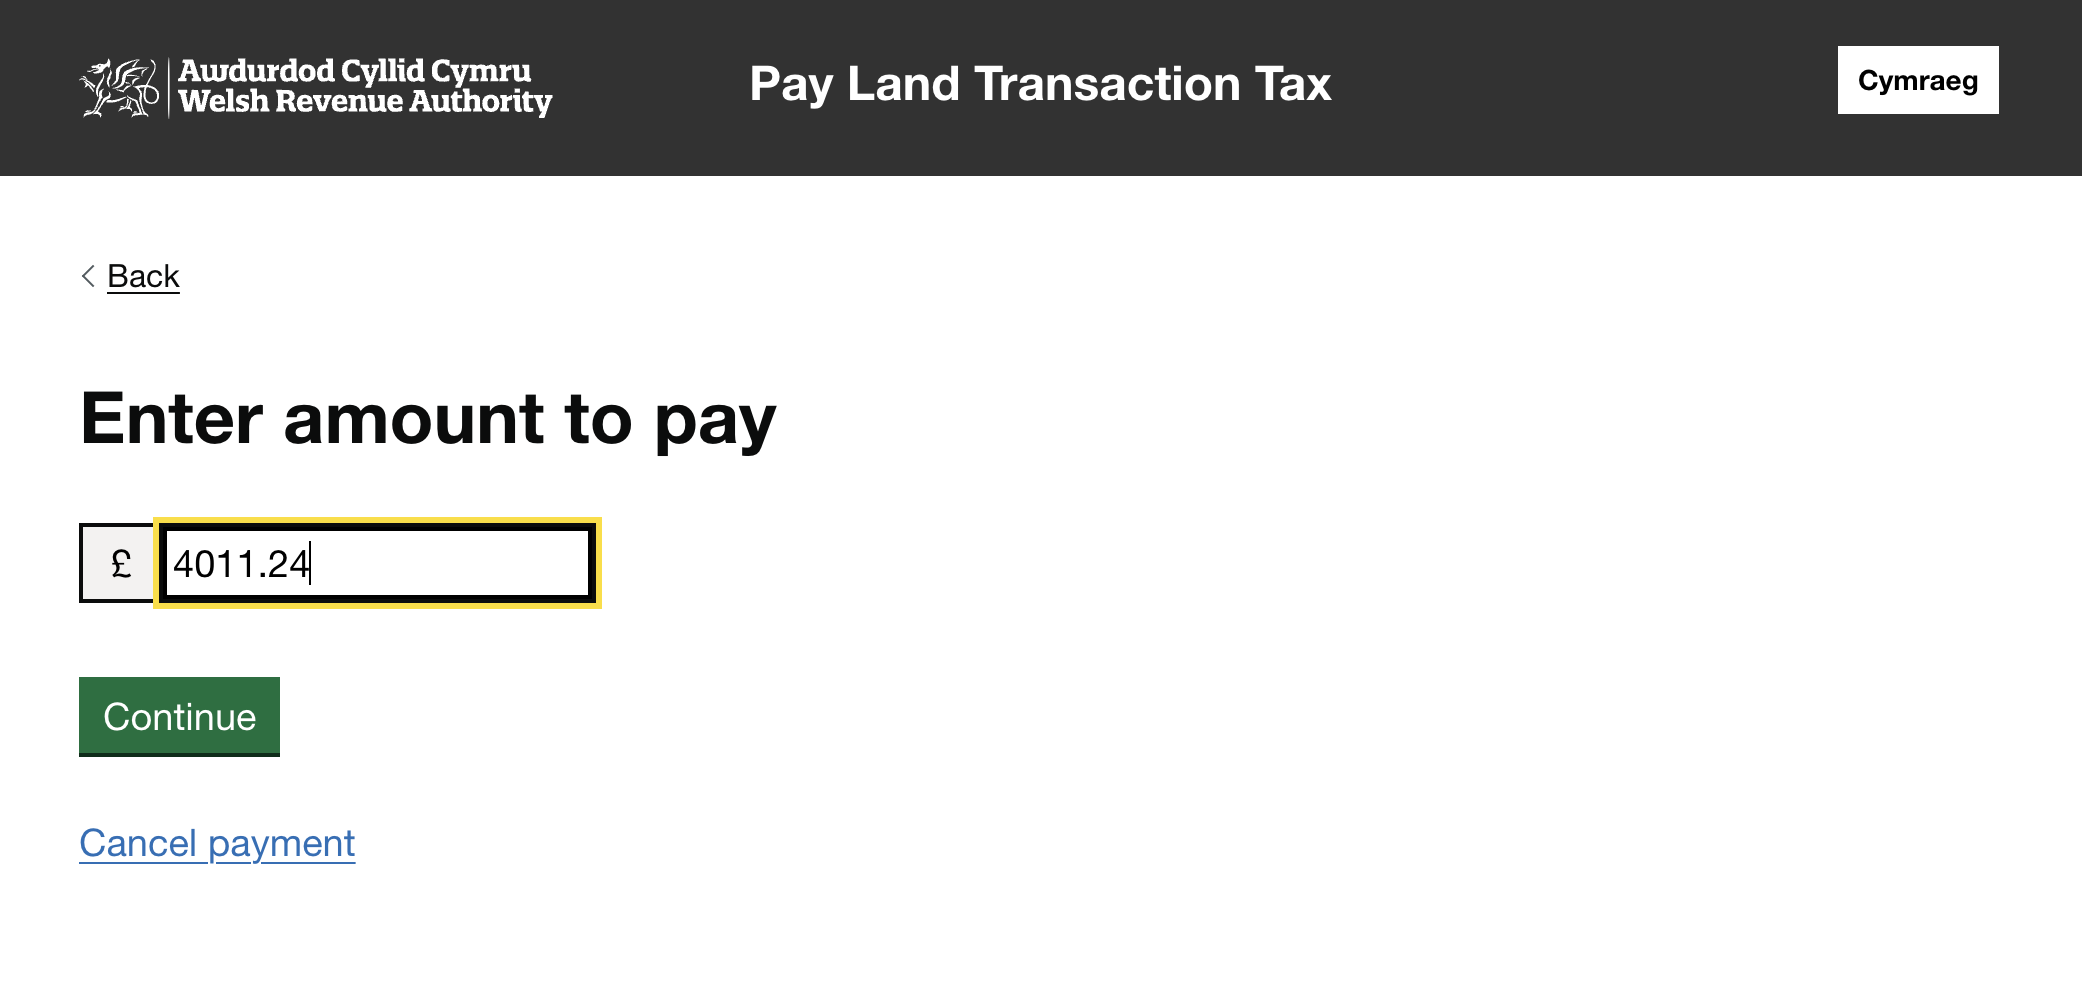 Awdurdod Cyllid Cymru
Welsh Revenue Authority
Pay Land Transaction Tax
Cymraeg
Back
Enter amount to pay
£ 4011.24
Continue
Cancel payment